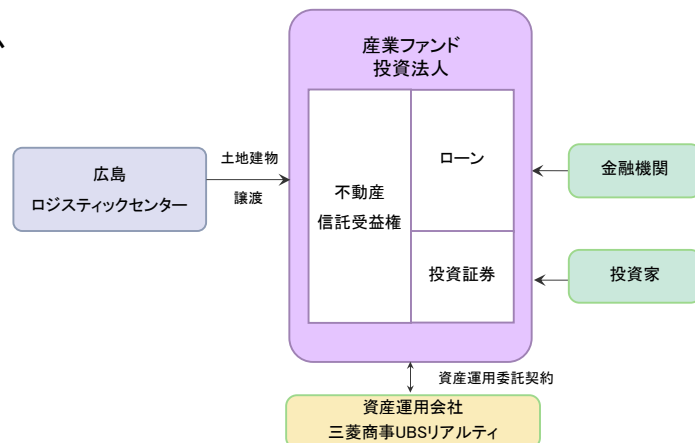 産業ファンド
投資法人
土地建物
譲渡
広島
ロジスティックセンター
不動産
信託受益権
ローン
投資証券
金融機関
投資家
資産運用委託契約
資産運用会社
三菱商事UBSリアルティ